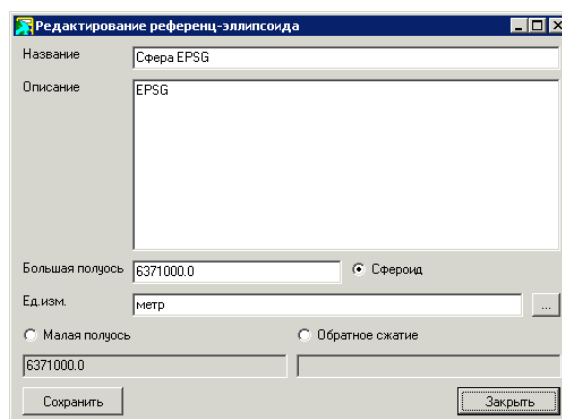 Редактирование референц-эллипсоида
Название
Сфера EPSG
Описание
EPSG
Большая полуось
6371000.0
Сфероид
Ед.изм.
метр
...
Малая полуось
Обратное сжатие
6371000.0
Сохранить
Закрыть